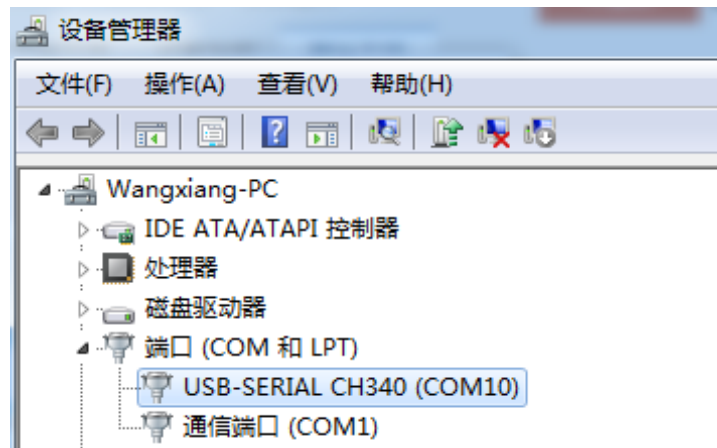 设备管理器
文件(F) 操作(A) 查看(V) 帮助(H)
Wangxiang-PC
IDE ATA/ATAPI 控制器
处理器
磁盘驱动器
端口 (COM 和 LPT)
USB-SERIAL CH340 (COM10)
通信端口 (COM1)